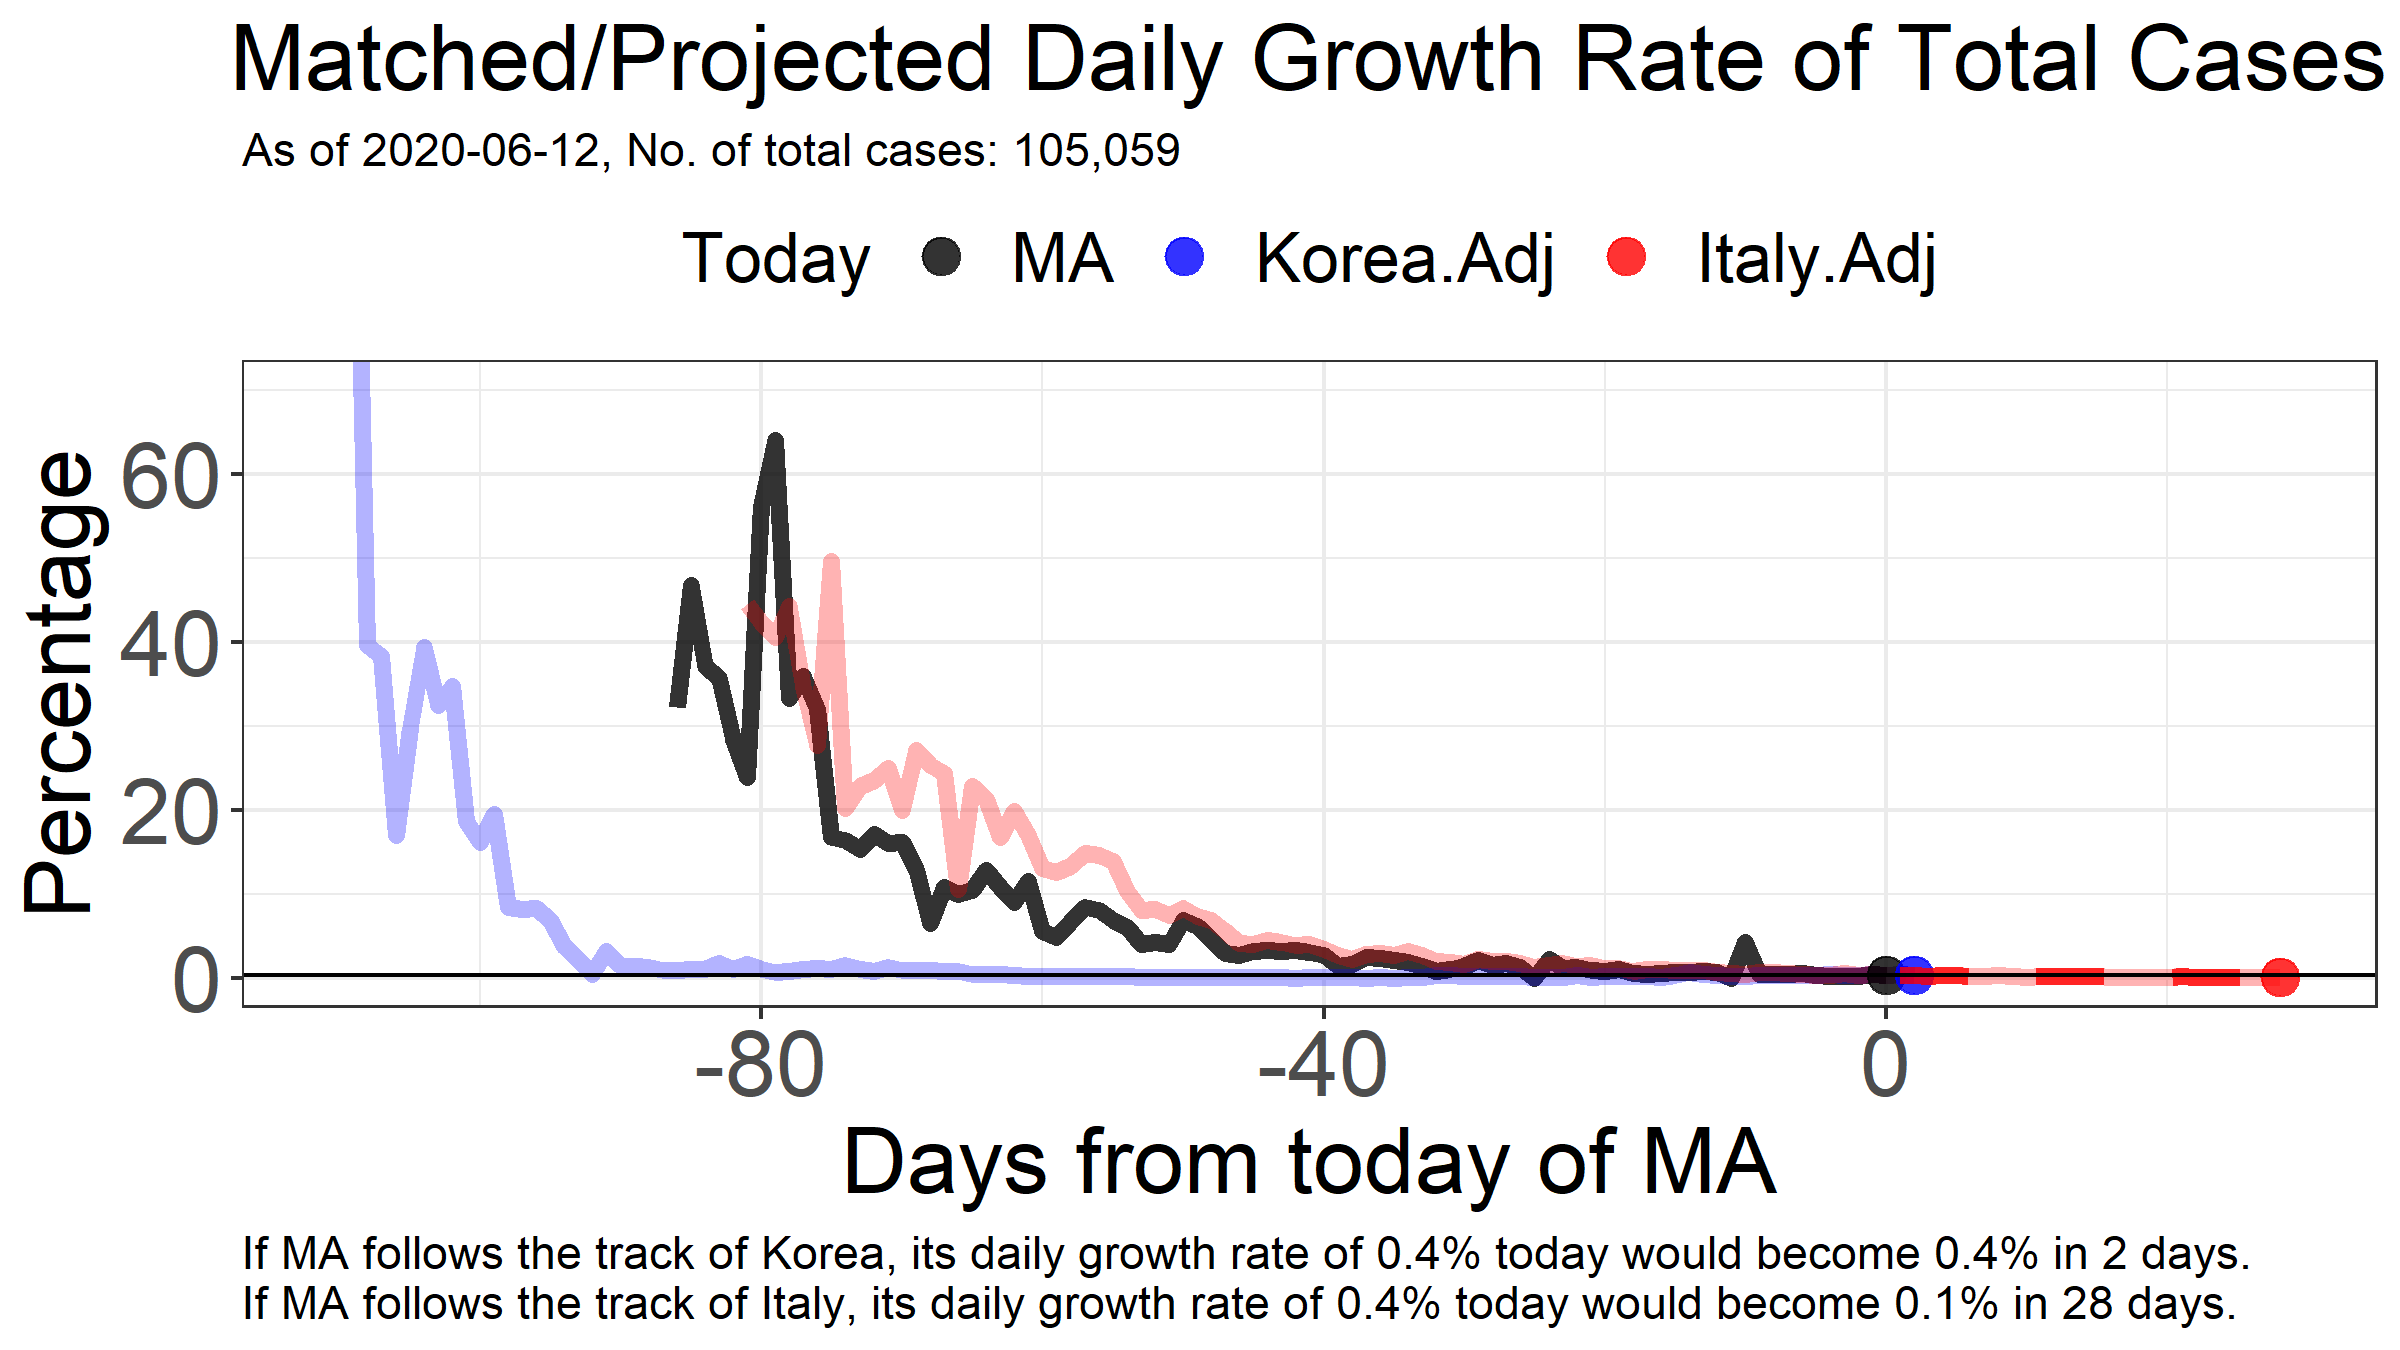 Matched/Projected Daily Growth Rate of Total Cases
As of 2020-06-12, No. of total cases: 105,059
Today MA Korea.Adj Italy.Adj
Percentage
60
40
20
0
-80 -40 0
Days from today of MA
If MA follows the track of Korea, its daily growth rate of 0.4% today would become 0.4% in 2 days.
If MA follows the track of Italy, its daily growth rate of 0.4% today would become 0.1% in 28 days.